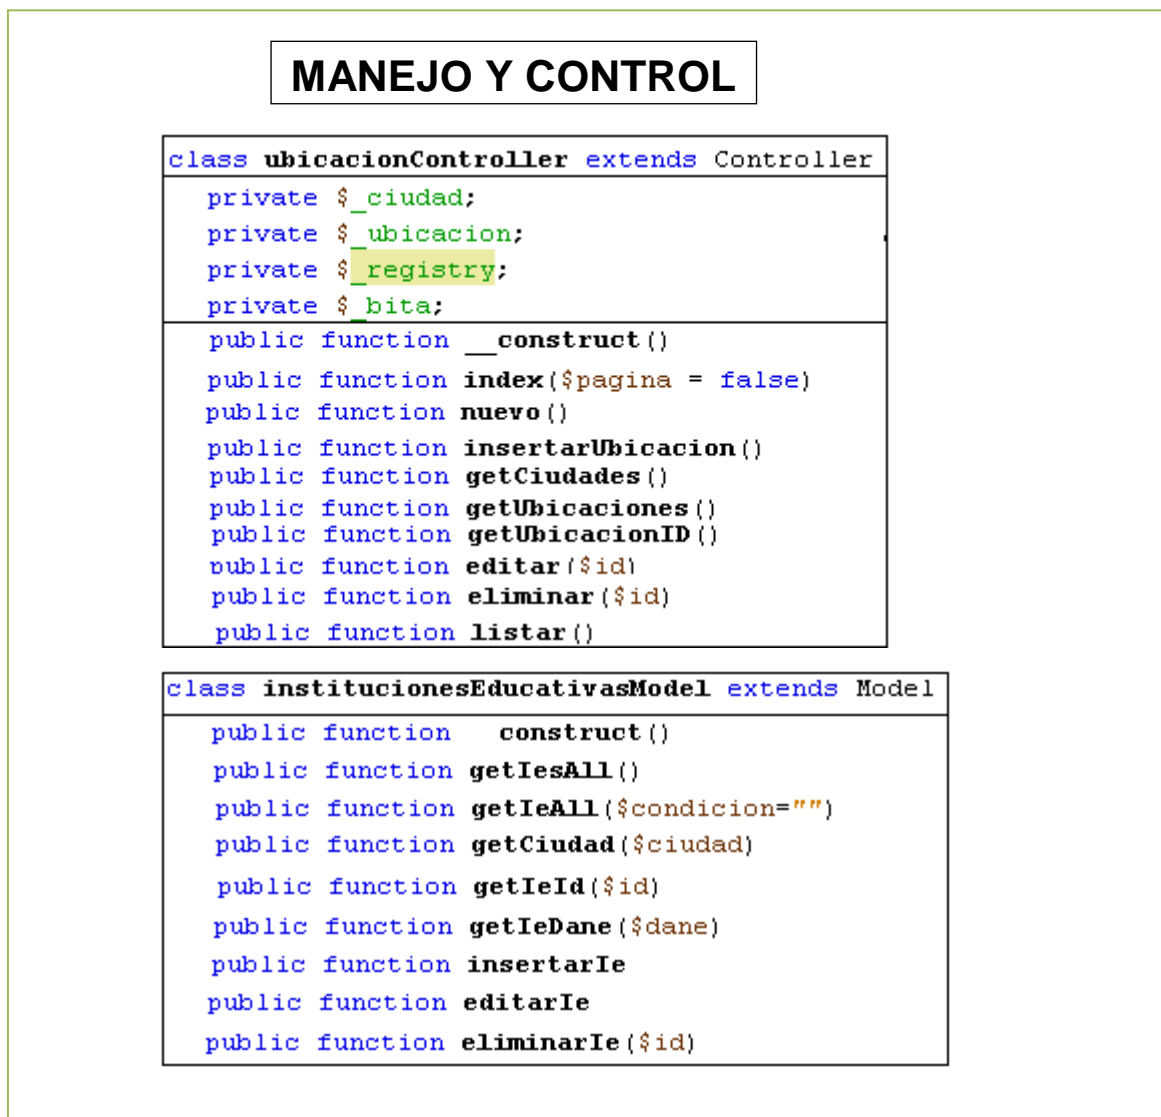 MANEJO Y CONTROL
class ubicacionController extends Controller
private $_ciudad;
private $_ubicacion;
private $_registry;
private $_bita;
public function __construct()
public function index($pagina = false)
public function nuevo()
public function insertarUbicacion()
public function getCiudades()
public function getUbicaciones()
public function getUbicacionID()
public function editar($id)
public function eliminar($id)
public function listar()
class institucionesEducativasModel extends Model
public function construct()
public function getIesAll()
public function getIeAll($condicion="")
public function getCiudad($ciudad)
public function getIeId($id)
public function getIeDane($dane)
public function insertarIe
public function editarIe
public function eliminarIe($id)